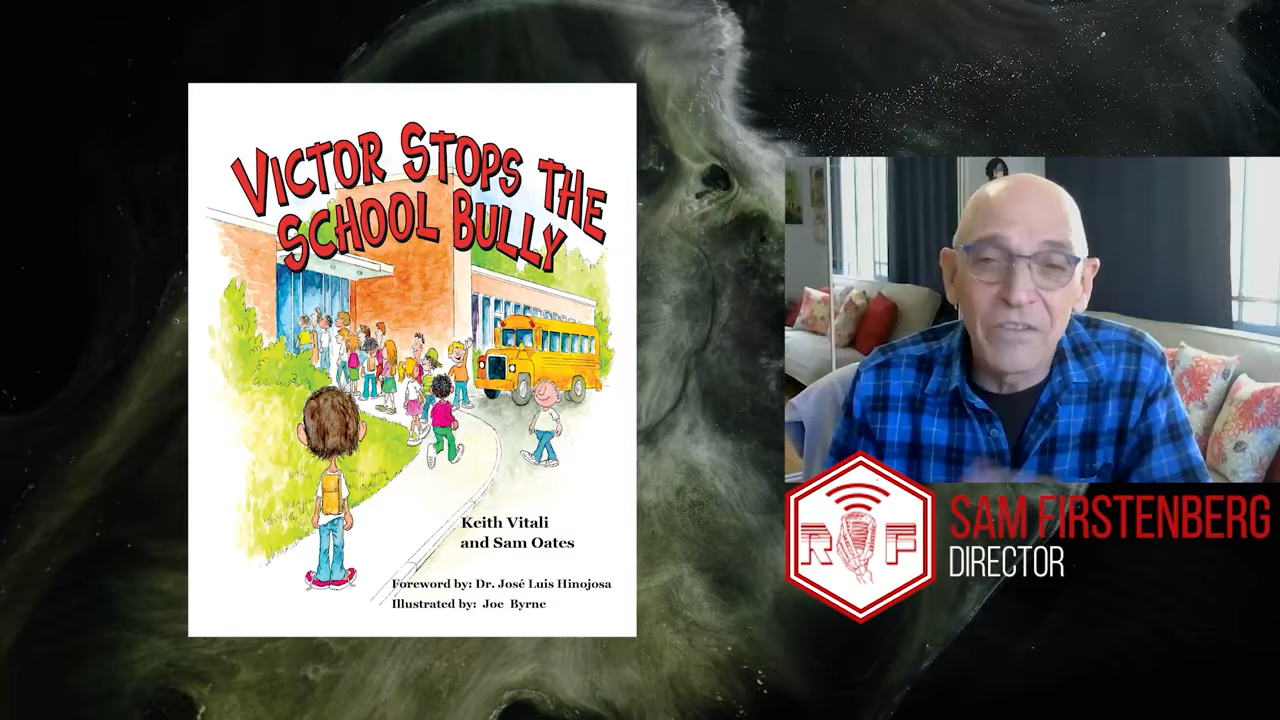 VICTOR STOPS THE
SCHOOL BULLY
Keith Vitali
and Sam Oates
Foreword by: Dr. José Luis Hinojosa
Illustrated by: Joe Byrne
RF
SAM FIRSTENBERG
DIRECTOR